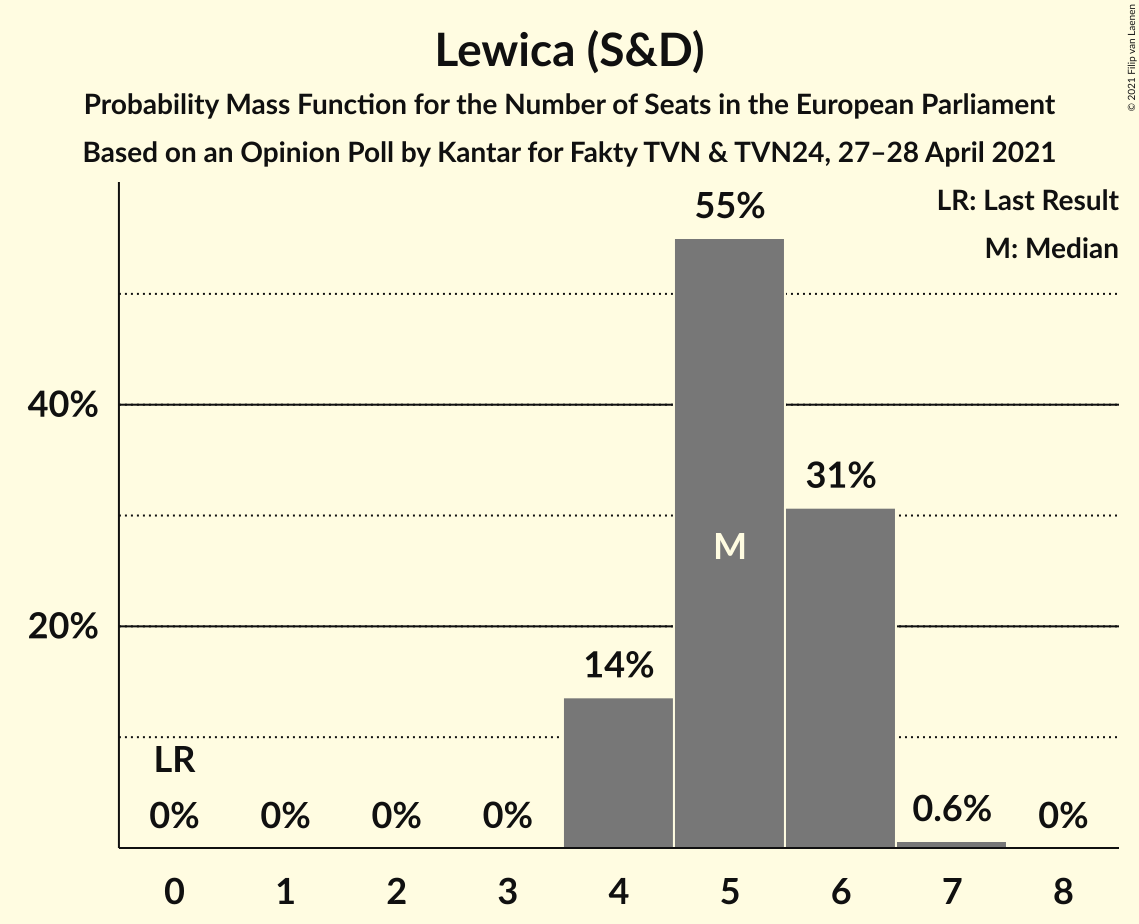 Lewica (S&D)
Probability Mass Function for the Number of Seats in the European Parliament
Based on an Opinion Poll by Kantar for Fakty TVN & TVN24, 27–28 April 2021
© 2021 Filip van Laenen
LR: Last Result
M: Median
55%
40%
31%
M
20%
14%
LR
0% 0% 0% 0% 0.6% 0%
0 1 2 3 4 5 6 7 8